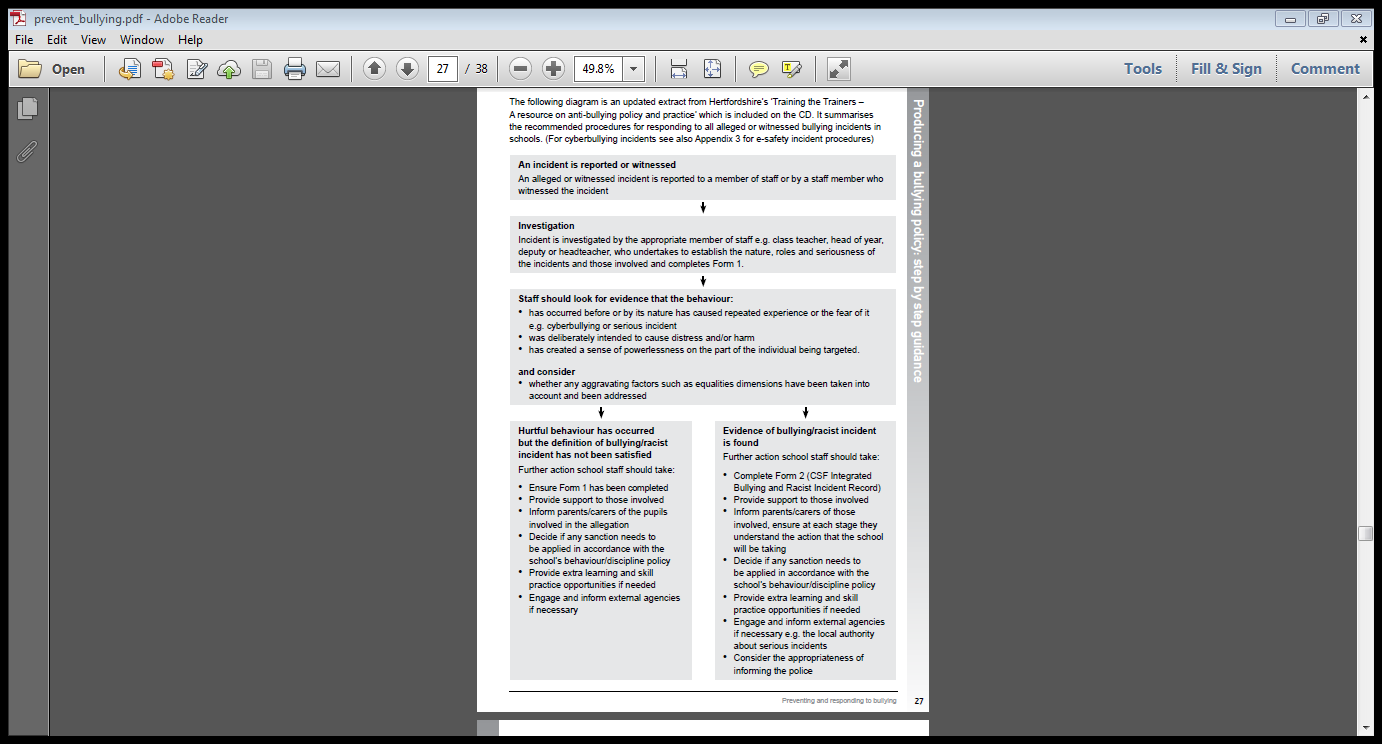 prevent_bullying.pdf - Adobe Reader
File Edit View Window Help
Open 27 / 38 49.8% Tools Fill & Sign Comment
The following diagram is an updated extract from Hertfordshire's 'Training the Trainers –
A resource on anti-bullying policy and practice' which is included on the CD. It summarises
the recommended procedures for responding to all alleged or witnessed bullying incidents in
schools. (For cyberbullying incidents see also Appendix 3 for e-safety incident procedures)
An incident is reported or witnessed
An alleged or witnessed incident is reported to a member of staff or by a staff member who
witnessed the incident
Investigation
Incident is investigated by the appropriate member of staff e.g. class teacher, head of year,
deputy or headteacher, who undertakes to establish the nature, roles and seriousness of
the incidents and those involved and completes Form 1.
Staff should look for evidence that the behaviour:
• has occurred before or by its nature has caused repeated experience or the fear of it
e.g. cyberbullying or serious incident
• was deliberately intended to cause distress and/or harm
• has created a sense of powerlessness on the part of the individual being targeted.
and consider
• whether any aggravating factors such as equalities dimensions have been taken into
account and been addressed
Hurtful behaviour has occurred
but the definition of bullying/racist
incident has not been satisfied
Further action school staff should take:
• Ensure Form 1 has been completed
• Provide support to those involved
• Inform parents/carers of the pupils
involved in the allegation
• Decide if any sanction needs to
be applied in accordance with the
school's behaviour/discipline policy
• Provide extra learning and skill
practice opportunities if needed
• Engage and inform external agencies
if necessary
Evidence of bullying/racist incident
is found
Further action school staff should take:
• Complete Form 2 (CSF Integrated
Bullying and Racist Incident Record)
• Provide support to those involved
• Inform parents/carers of those
involved, ensure at each stage they
understand the action that the school
will be taking
• Decide if any sanction needs to
be applied in accordance with the
school's behaviour/discipline policy
• Provide extra learning and skill
practice opportunities if needed
• Engage and inform external agencies
if necessary e.g. the local authority
about serious incidents
• Consider the appropriateness of
informing the police
Producing a bullying policy: step by step guidance
Preventing and responding to bullying 27